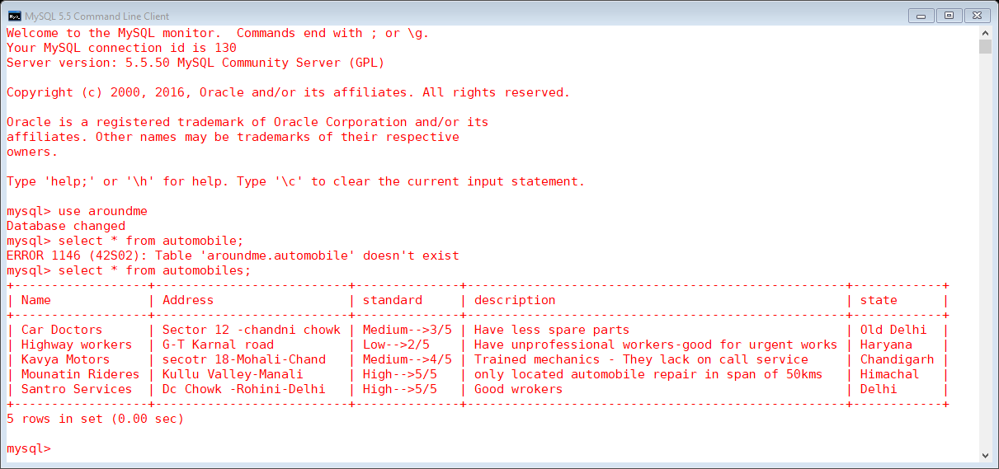 MySQL 5.5 Command Line Client
Welcome to the MySQL monitor.  Commands end with ; or \g.
Your MySQL connection id is 130
Server version: 5.5.50 MySQL Community Server (GPL)
Copyright (c) 2000, 2016, Oracle and/or its affiliates. All rights reserved.
Oracle is a registered trademark of Oracle Corporation and/or its
affiliates. Other names may be trademarks of their respective
owners.
Type 'help;' or '\h' for help. Type '\c' to clear the current input statement.
mysql> use aroundme
Database changed
mysql> select * from automobile;
ERROR 1146 (42S02): Table 'aroundme.automobile' doesn't exist
mysql> select * from automobiles;
+------------------+--------------------------+--------------+---------------------------------------------------+------------+
| Name             | Address                  | standard     | description                                       | state      |
+------------------+--------------------------+--------------+---------------------------------------------------+------------+
| Car Doctors      | Sector 12 -chandni chowk | Medium-->3/5 | Have less spare parts                             | Old Delhi  |
| Highway workers  | G-T Karnal road          | Low-->2/5    | Have unprofessional workers-good for urgent works | Haryana    |
| Kavya Motors     | secotr 18-Mohali-Chand   | Medium-->4/5 | Trained mechanics - They lack on call service     | Chandigarh |
| Mounatin Rideres | Kullu Valley-Manali      | High-->5/5   | only located automobile repair in span of 50kms   | Himachal   |
| Santro Services  | Dc Chowk -Rohini-Delhi   | High-->5/5   | Good wrokers                                      | Delhi      |
+------------------+--------------------------+--------------+---------------------------------------------------+------------+
5 rows in set (0.00 sec)
mysql>